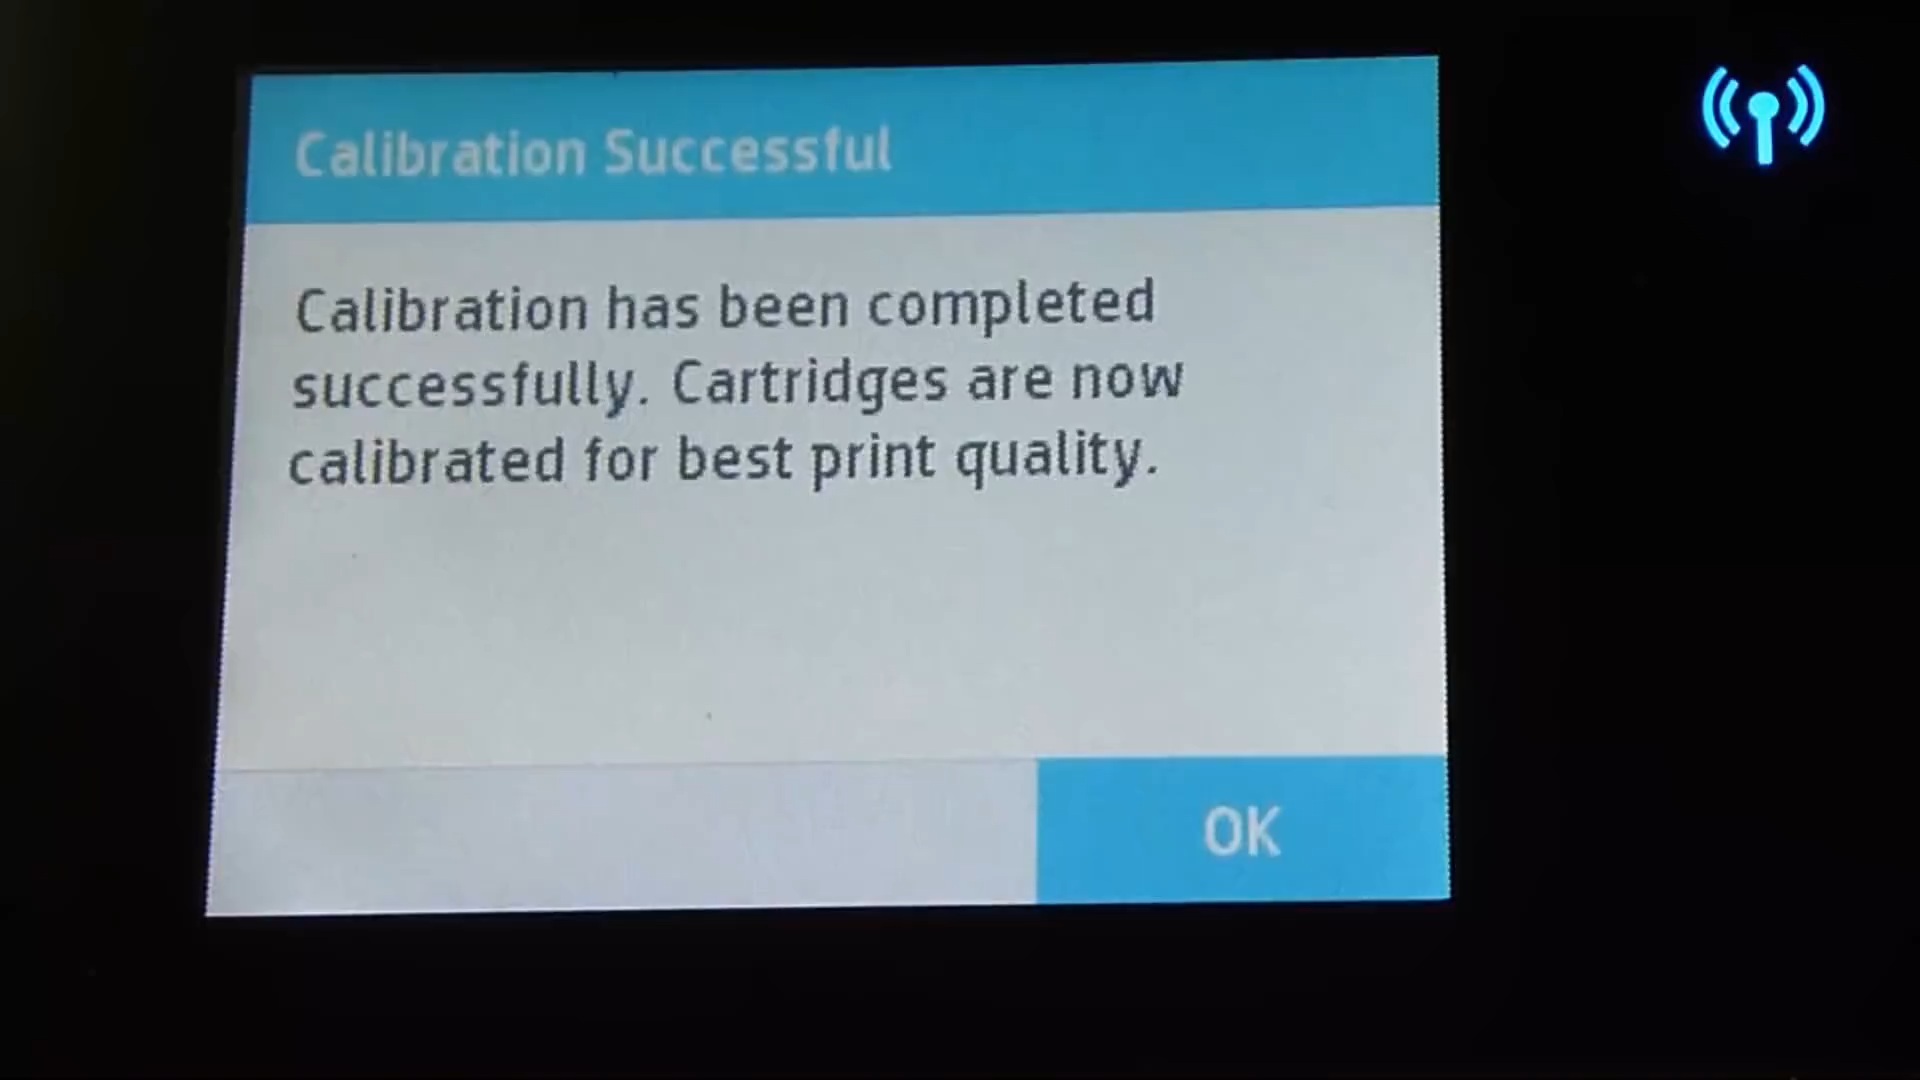 Calibration Successful
Calibration has been completed
successfully. Cartridges are now
calibrated for best print quality.
OK